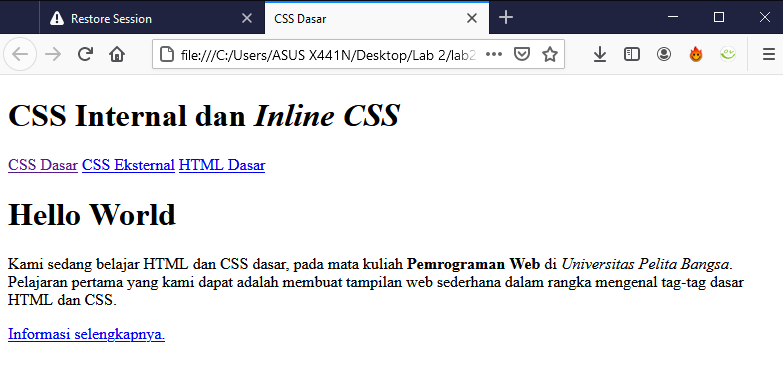 Restore Session
CSS Dasar
file:///C:/Users/ASUS X441N/Desktop/Lab 2/lab2
CSS Internal dan Inline CSS
CSS Dasar CSS Eksternal HTML Dasar
Hello World
Kami sedang belajar HTML dan CSS dasar, pada mata kuliah Pemrograman Web di Universitas Pelita Bangsa.
Pelajaran pertama yang kami dapat adalah membuat tampilan web sederhana dalam rangka mengenal tag-tag dasar
HTML dan CSS.
Informasi selengkapnya.